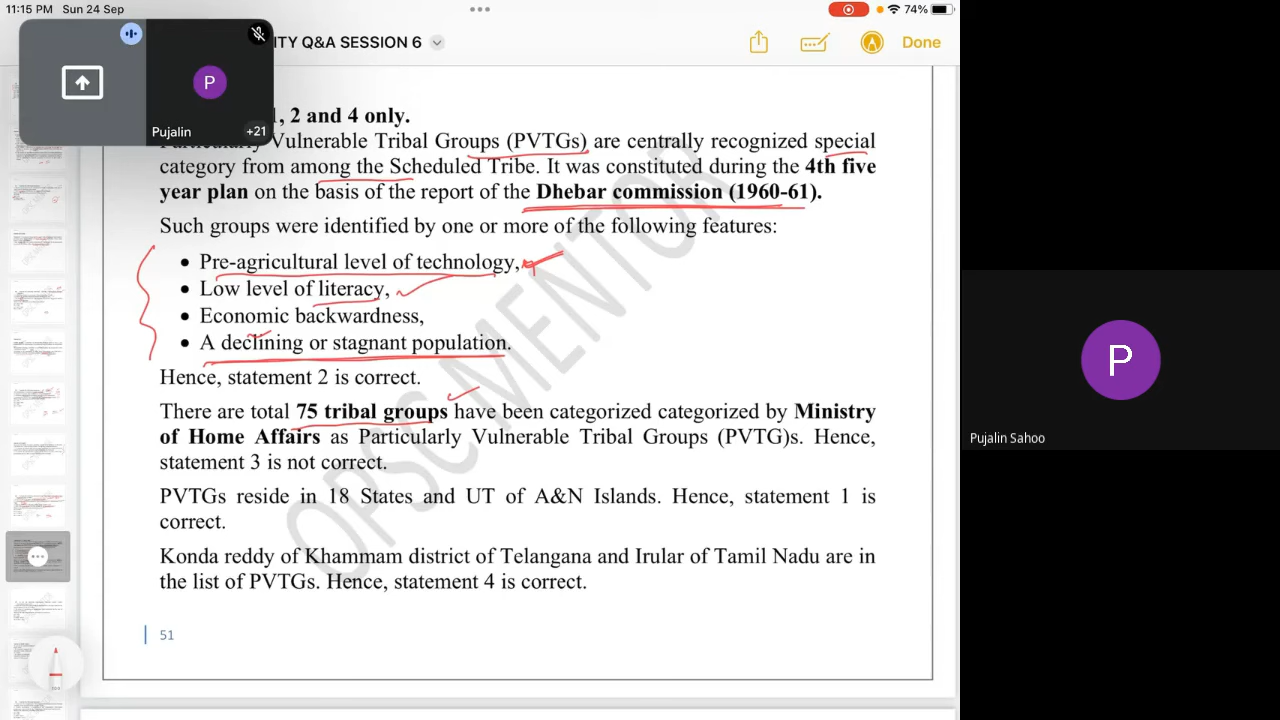 11:15 PM Sun 24 Sep
74%
ITY Q&A SESSION 6
Done
P
Pujalin
+21
, 2 and 4 only.
Particularly Vulnerable Tribal Groups (PVTGs) are centrally recognized special
category from among the Scheduled Tribe. It was constituted during the 4th five
year plan on the basis of the report of the Dhebar commission (1960-61).
Such groups were identified by one or more of the following features:
• Pre-agricultural level of technology,
• Low level of literacy,
• Economic backwardness,
• A declining or stagnant population.
Hence, statement 2 is correct.
There are total 75 tribal groups have been categorized categorized by Ministry
of Home Affairs as Particularly Vulnerable Tribal Groups (PVTG)s. Hence,
statement 3 is not correct.
PVTGs reside in 18 States and UT of A&N Islands. Hence, statement 1 is
correct.
Konda reddy of Khammam district of Telangana and Irular of Tamil Nadu are in
the list of PVTGs. Hence, statement 4 is correct.
51
UPSC MENTOR
P
Pujalin Sahoo